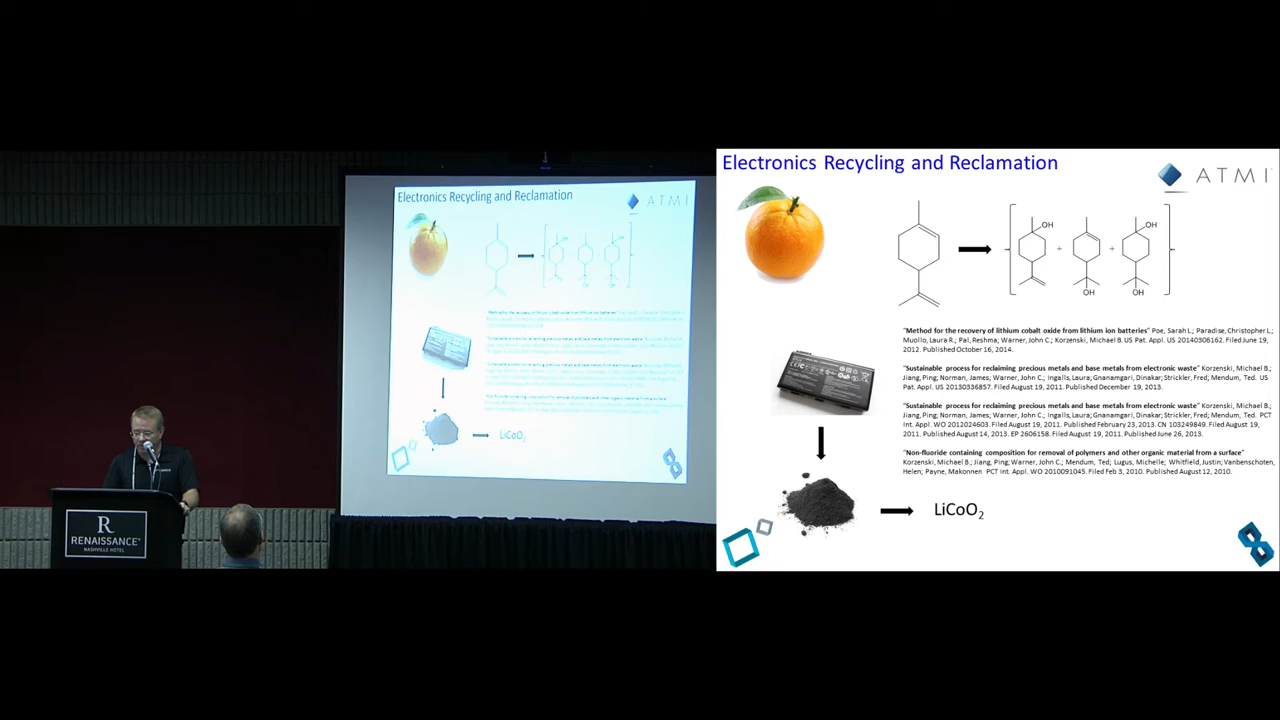 Electronics Recycling and Reclamation
ATMI
OH
+
+
OH
OH
OH
"Method for the recovery of lithium cobalt oxide from lithium ion batteries" Poe, Sarah L.; Paradise, Christopher L.;
Muollo, Laura R.; Pal, Reshma; Warner, John C.; Korzenski, Michael B. US Pat. Appl. US 20140306162. Filed June 19,
2012. Published October 16, 2014.
"Sustainable process for reclaiming precious metals and base metals from electronic waste" Korzenski, Michael B.;
Jiang, Ping; Norman, James; Warner, John C.; Ingalls, Laura; Gnanamgari, Dinakar; Strickler, Fred; Mendum, Ted. US
Pat. Appl. US 20130336857. Filed August 19, 2011. Published December 19, 2013.
"Sustainable process for reclaiming precious metals and base metals from electronic waste" Korzenski, Michael B.;
Jiang, Ping; Norman, James; Warner, John C.; Ingalls, Laura; Gnanamgari, Dinakar; Strickler, Fred; Mendum, Ted. PCT
Int. Appl. WO 2012024603. Filed August 19, 2011. Published February 23, 2013. CN 103249849. Filed August 19,
2011. Published August 14, 2013. EP 2606158. Filed August 19, 2011. Published June 26, 2013.
"Non-fluoride containing composition for removal of polymers and other organic material from a surface"
Korzenski, Michael B.; Jiang, Ping; Warner, John C.; Mendum, Ted; Lugus, Michelle; Whitfield, Justin; Vanbenschoten,
Helen; Payne, Makonnen PCT Int. Appl. WO 2010091045. Filed Feb 3, 2010. Published August 12, 2010.
LiCoO₂
Electronics Recycling and Reclamation
ATMI
LiCoO₂
R
RENAISSANCE®
NASHVILLE HOTEL